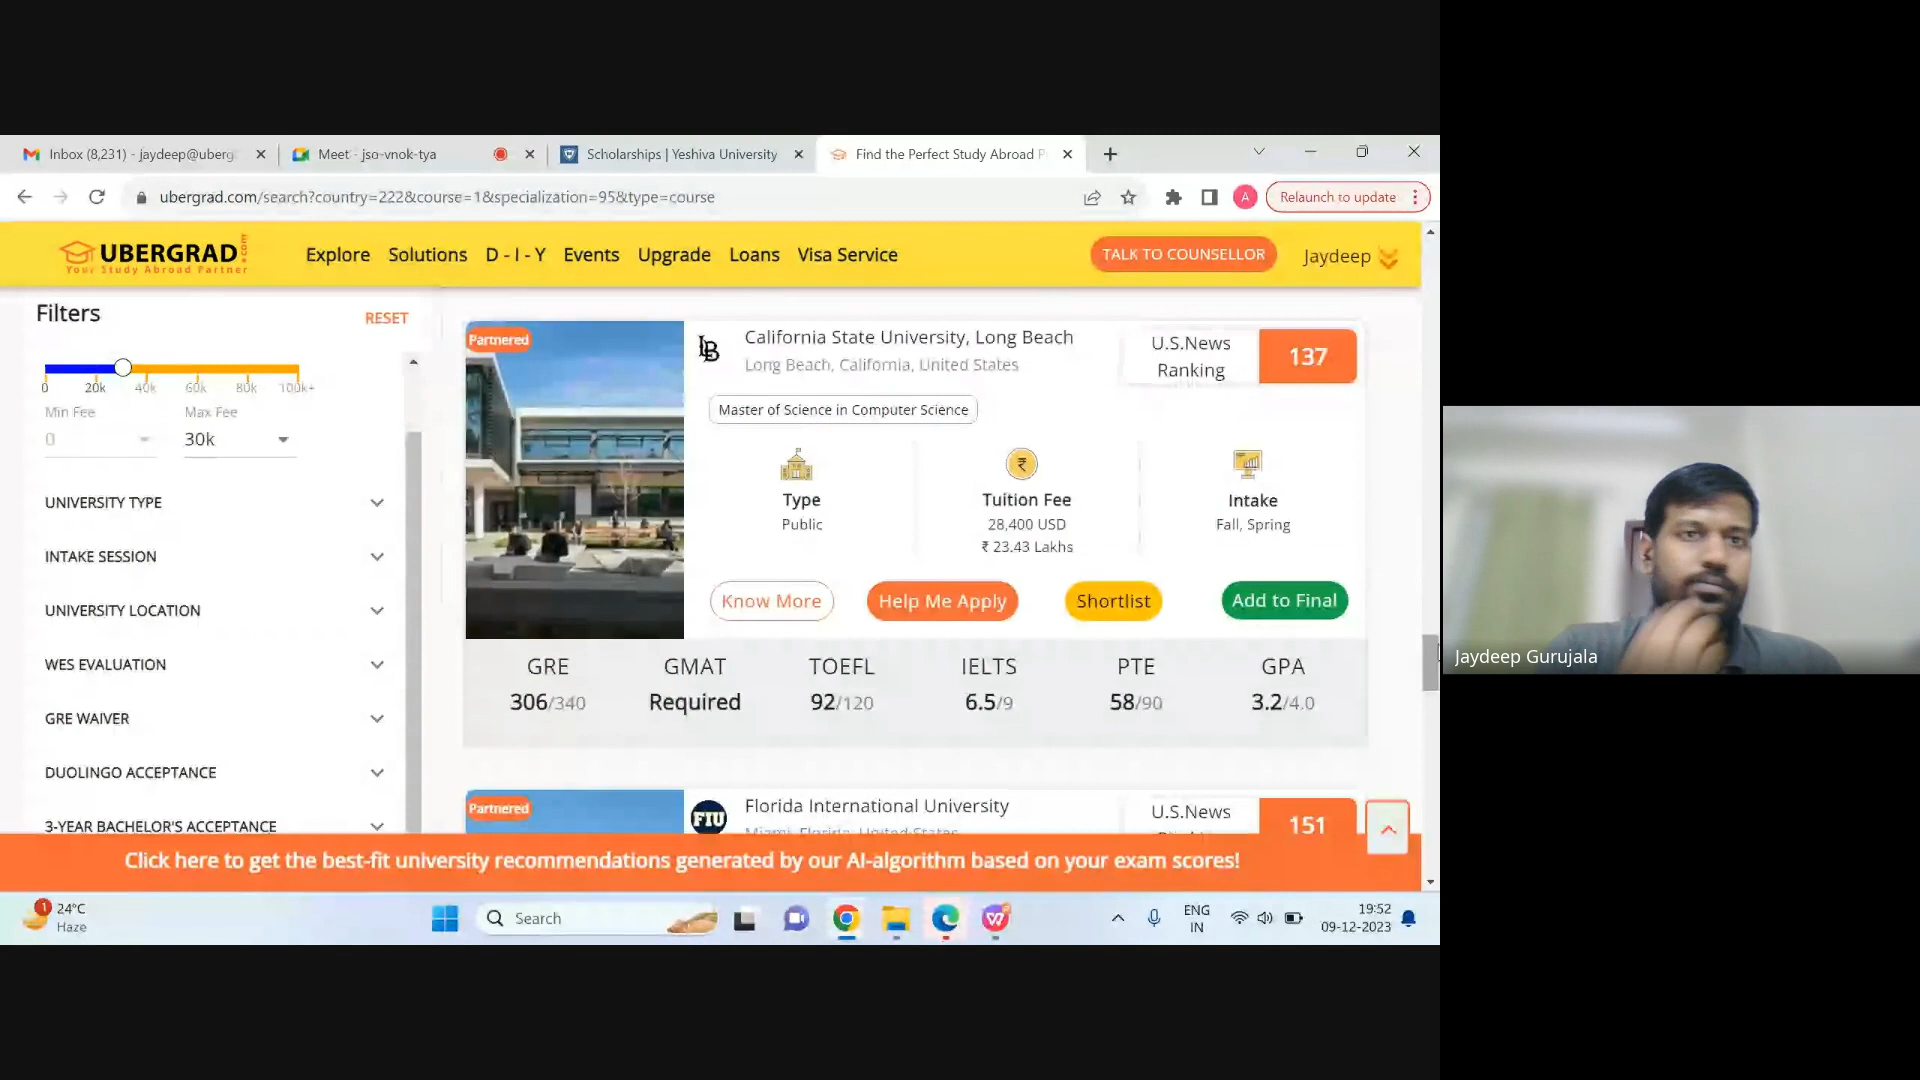 Inbox (8,231) - jaydeep@uberg
Meet - jso-vnok-tya
Scholarships | Yeshiva University
Find the Perfect Study Abroad P
ubergrad.com/search?country=222&course=1&specialization=95&type=course
A
Relaunch to update
UBERGRAD.com
Your Study Abroad Partner
Explore
Solutions
D - I - Y
Events
Upgrade
Loans
Visa Service
TALK TO COUNSELLOR
Jaydeep
Filters
RESET
0 20k 40k 60k 80k 100k+
Min Fee
Max Fee
0
30k
UNIVERSITY TYPE
INTAKE SESSION
UNIVERSITY LOCATION
WES EVALUATION
GRE WAIVER
DUOLINGO ACCEPTANCE
3-YEAR BACHELOR'S ACCEPTANCE
Partnered
LB
California State University, Long Beach
Long Beach, California, United States
U.S.News
Ranking
137
Master of Science in Computer Science
Type
Public
₹
Tuition Fee
28,400 USD
₹ 23.43 Lakhs
Intake
Fall, Spring
Know More
Help Me Apply
Shortlist
Add to Final
GRE
306/340
GMAT
Required
TOEFL
92/120
IELTS
6.5/9
PTE
58/90
GPA
3.2/4.0
Partnered
FIU
Florida International University
Miami, Florida, United States
U.S.News
151
Click here to get the best-fit university recommendations generated by our AI-algorithm based on your exam scores!
1
24°C
Haze
Search
ENG
IN
19:52
09-12-2023
Jaydeep Gurujala